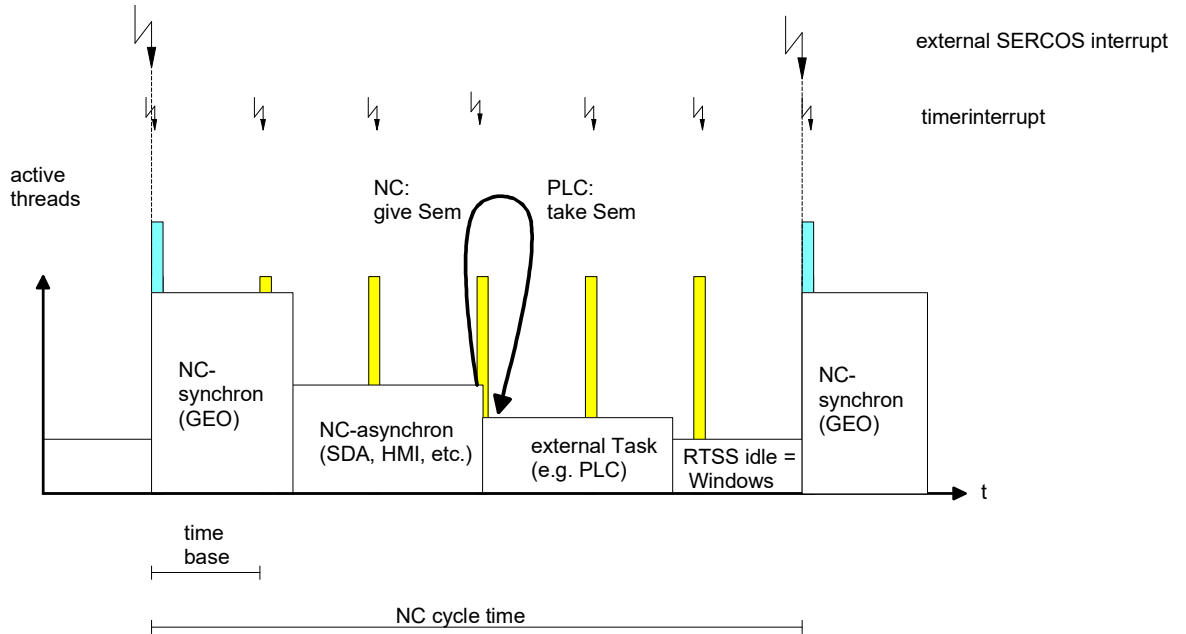 external SERCOS interrupt
timerinterrupt
active
threads
NC:
give Sem
PLC:
take Sem
NC-
synchron
(GEO)
NC-asynchron
(SDA, HMI, etc.)
external Task
(e.g. PLC)
RTSS idle =
Windows
NC-
synchron
(GEO)
t
time
base
NC cycle time